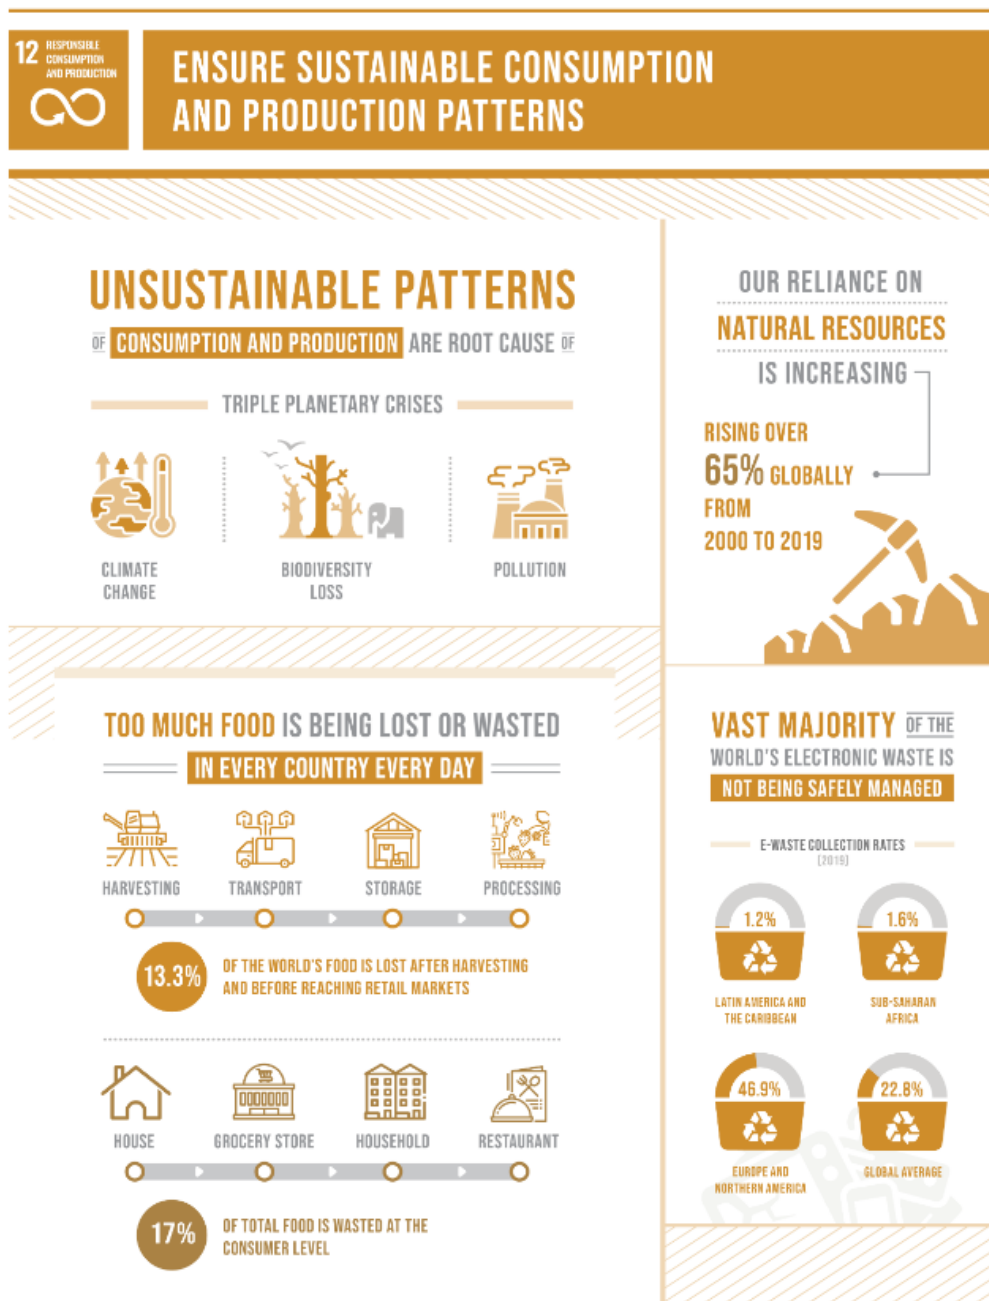 12 RESPONSIBLE
CONSUMPTION
AND PRODUCTION
ENSURE SUSTAINABLE CONSUMPTION
AND PRODUCTION PATTERNS
UNSUSTAINABLE PATTERNS
OF CONSUMPTION AND PRODUCTION ARE ROOT CAUSE OF
TRIPLE PLANETARY CRISES
CLIMATE
CHANGE
BIODIVERSITY
LOSS
POLLUTION
OUR RELIANCE ON
NATURAL RESOURCES
IS INCREASING
RISING OVER
65% GLOBALLY
FROM
2000 TO 2019
TOO MUCH FOOD IS BEING LOST OR WASTED
IN EVERY COUNTRY EVERY DAY
HARVESTING
TRANSPORT
STORAGE
PROCESSING
13.3%
OF THE WORLD'S FOOD IS LOST AFTER HARVESTING
AND BEFORE REACHING RETAIL MARKETS
HOUSE
GROCERY STORE
HOUSEHOLD
RESTAURANT
17%
OF TOTAL FOOD IS WASTED AT THE
CONSUMER LEVEL
VAST MAJORITY OF THE
WORLD'S ELECTRONIC WASTE IS
NOT BEING SAFELY MANAGED
E-WASTE COLLECTION RATES
(2019)
1.2%
LATIN AMERICA AND
THE CARIBBEAN
1.6%
SUB-SAHARAN
AFRICA
46.9%
EUROPE AND
NORTHERN AMERICA
22.8%
GLOBAL AVERAGE